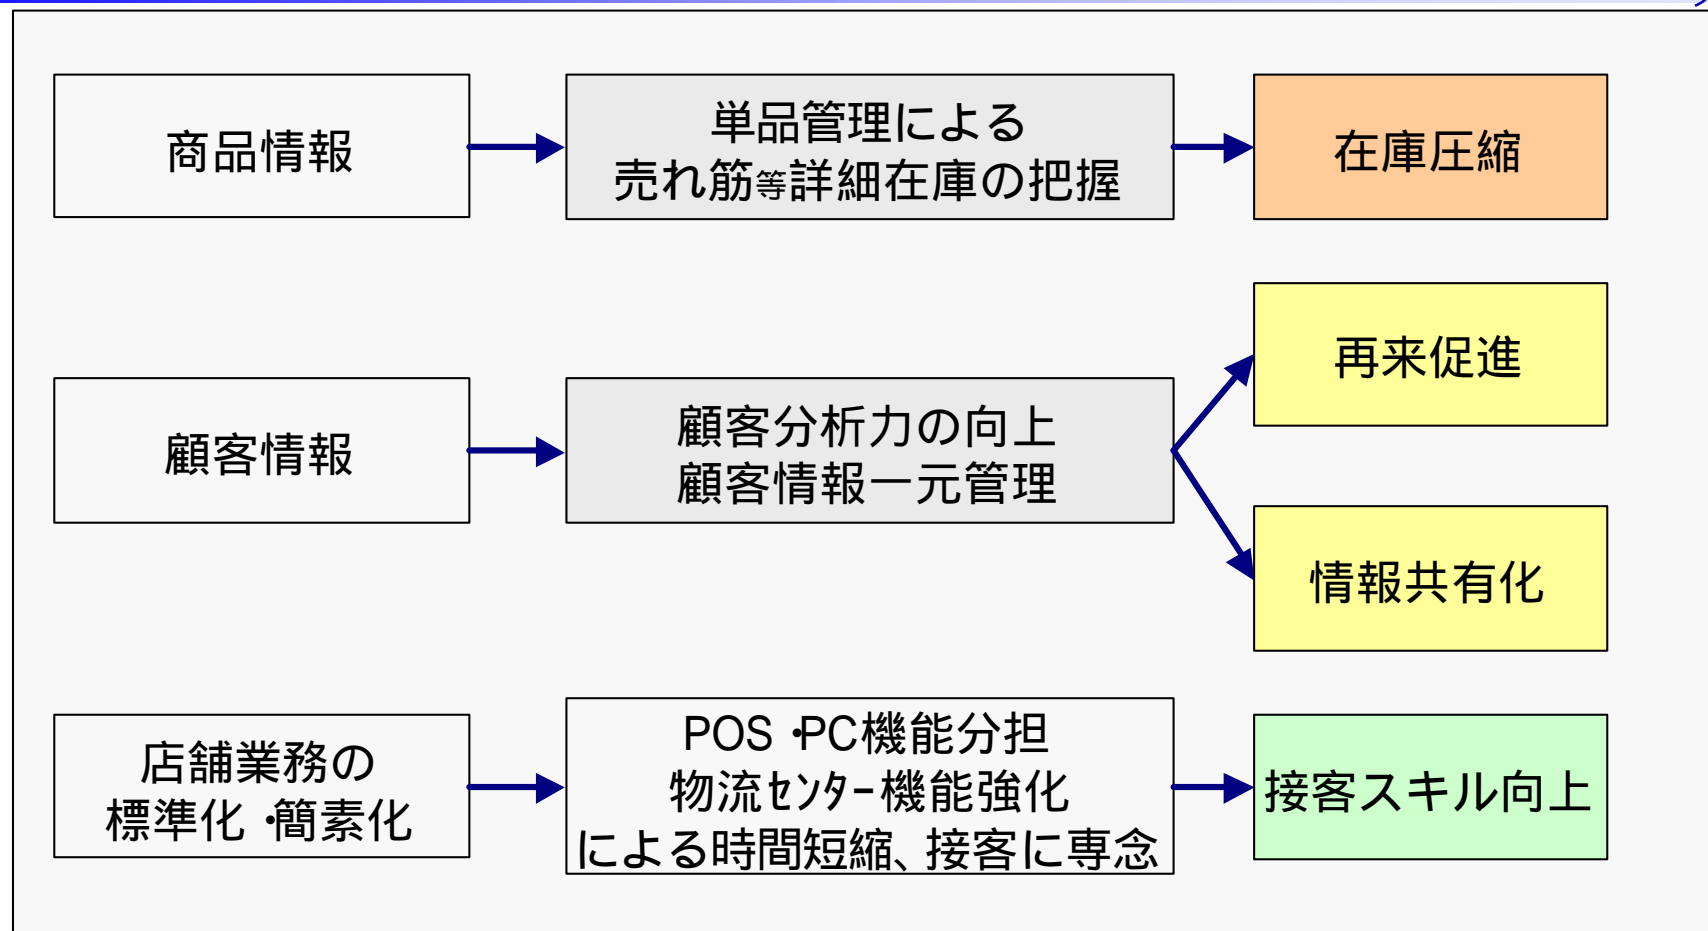 商品情報
単品管理による
売れ筋等詳細在庫の把握
在庫圧縮
顧客情報
顧客分析力の向上
顧客情報一元管理
再来促進
情報共有化
店舗業務の
標準化・簡素化
POS・PC機能分担
物流センター機能強化
による時間短縮、接客に専念
接客スキル向上